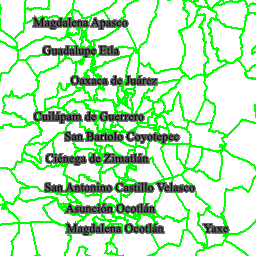 Magdalena Apasco
Guadalupe Etla
Oaxaca de Juárez
Cuilápam de Guerrero
San Bartolo Coyotepec
Ciénega de Zimatlán
San Antonino Castillo Velasco
Asunción Ocotlán
Magdalena Ocotlán
Yaxe